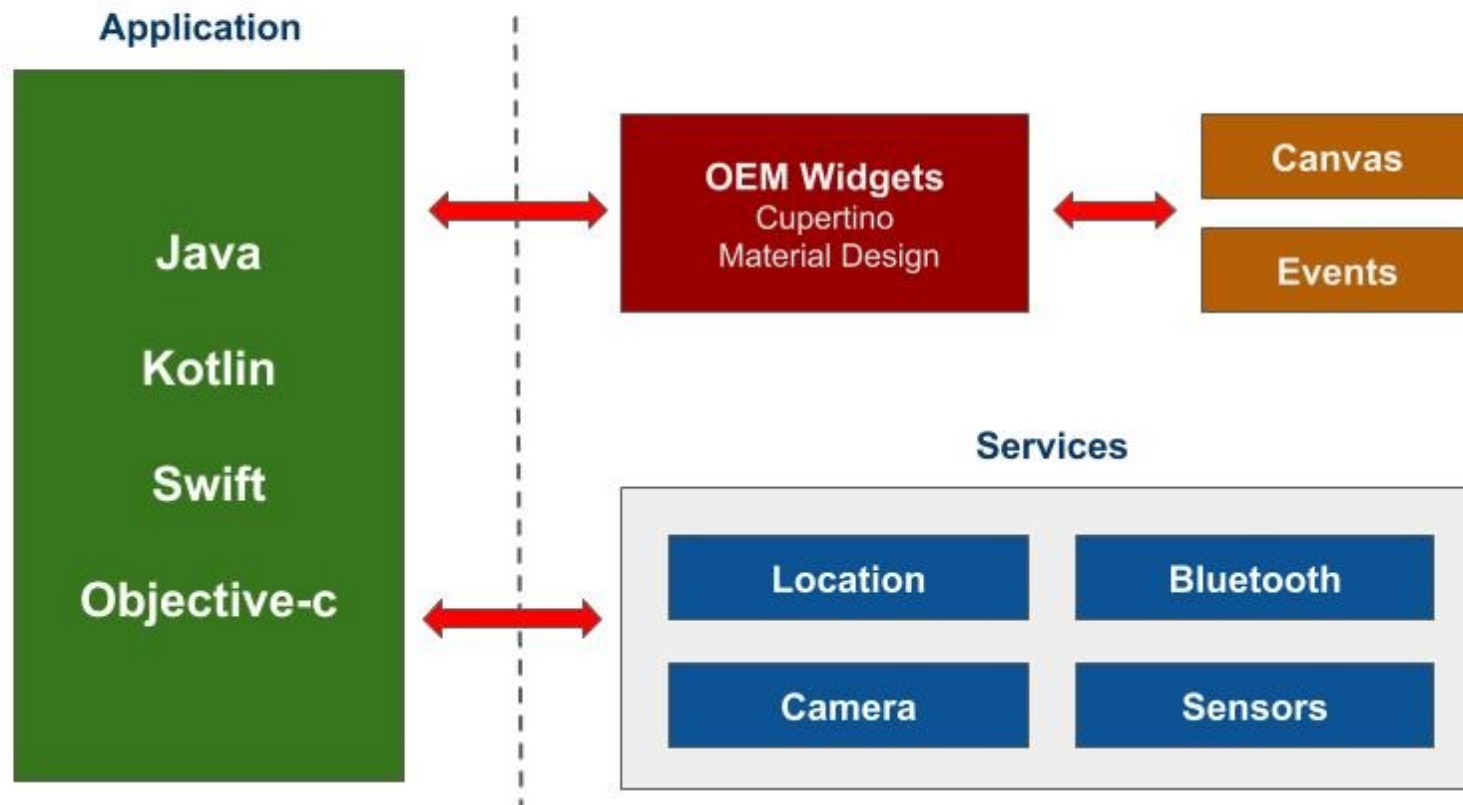 Application
Java
Kotlin
Swift
Objective-c
OEM Widgets
Cupertino
Material Design
Canvas
Events
Services
Location
Bluetooth
Camera
Sensors